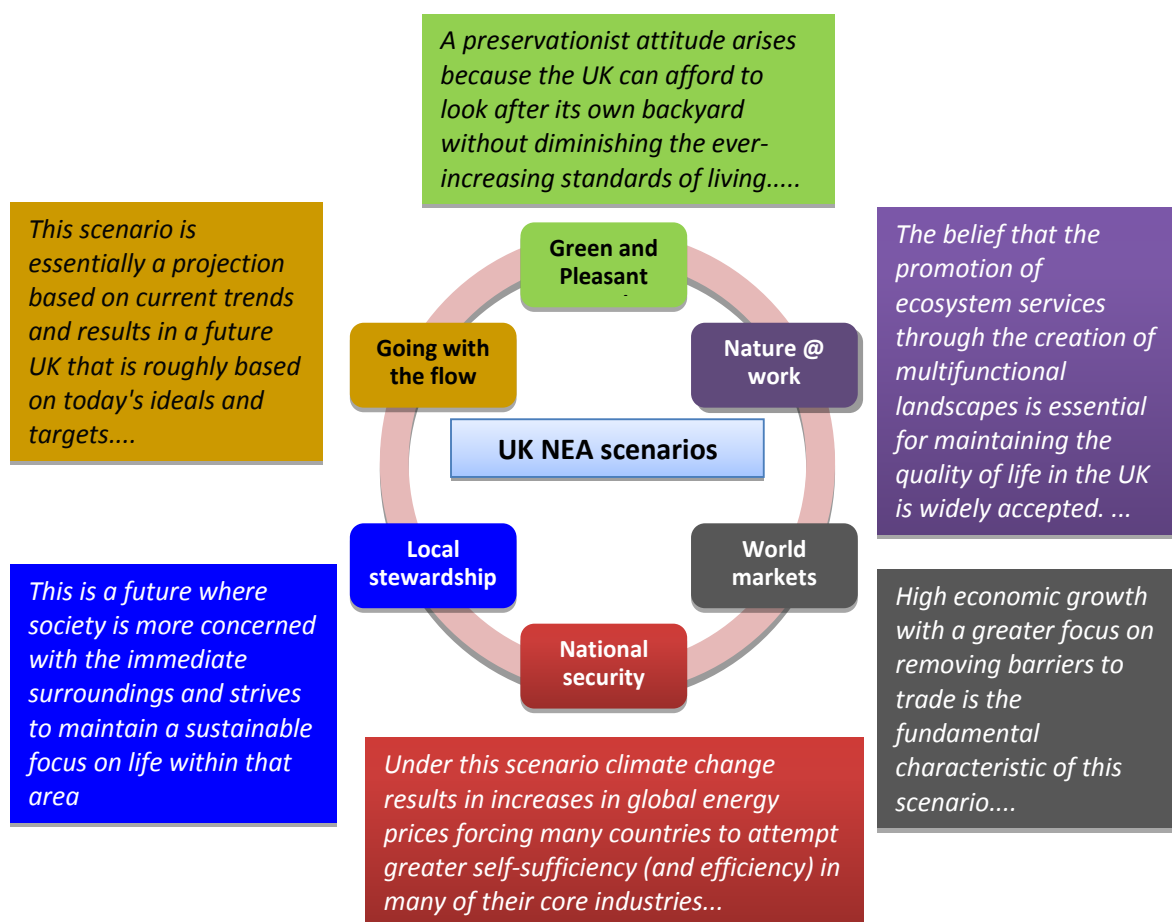 A preservationist attitude arises
because the UK can afford to
look after its own backyard
without diminishing the ever-
increasing standards of living.....
This scenario is
essentially a projection
based on current trends
and results in a future
UK that is roughly based
on today's ideals and
targets....
Green and
Pleasant
The belief that the
promotion of
ecosystem services
through the creation of
multifunctional
landscapes is essential
for maintaining the
quality of life in the UK
is widely accepted. ...
Going with
the flow
Nature @
work
UK NEA scenarios
Local
stewardship
World
markets
This is a future where
society is more concerned
with the immediate
surroundings and strives
to maintain a sustainable
focus on life within that
area
National
security
High economic growth
with a greater focus on
removing barriers to
trade is the
fundamental
characteristic of this
scenario....
Under this scenario climate change
results in increases in global energy
prices forcing many countries to attempt
greater self-sufficiency (and efficiency) in
many of their core industries...